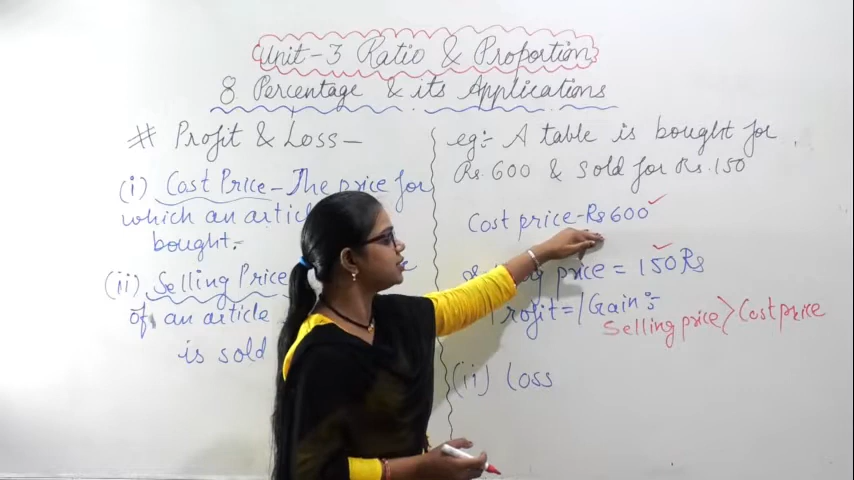 Unit-3 Ratio & Proportion
8 Percentage & its Applications
# Profit & Loss-
(i) Cost Price - The price for
which an artic
bought:-
(ii) Selling Price
of an article
is sold
eg:- A table is bought for
Rs. 600 & Sold for Rs. 150
Cost price-Rs 600
price = 150 Rs
Profit = / Gain:-
Selling price > Cost price
(ii) Loss